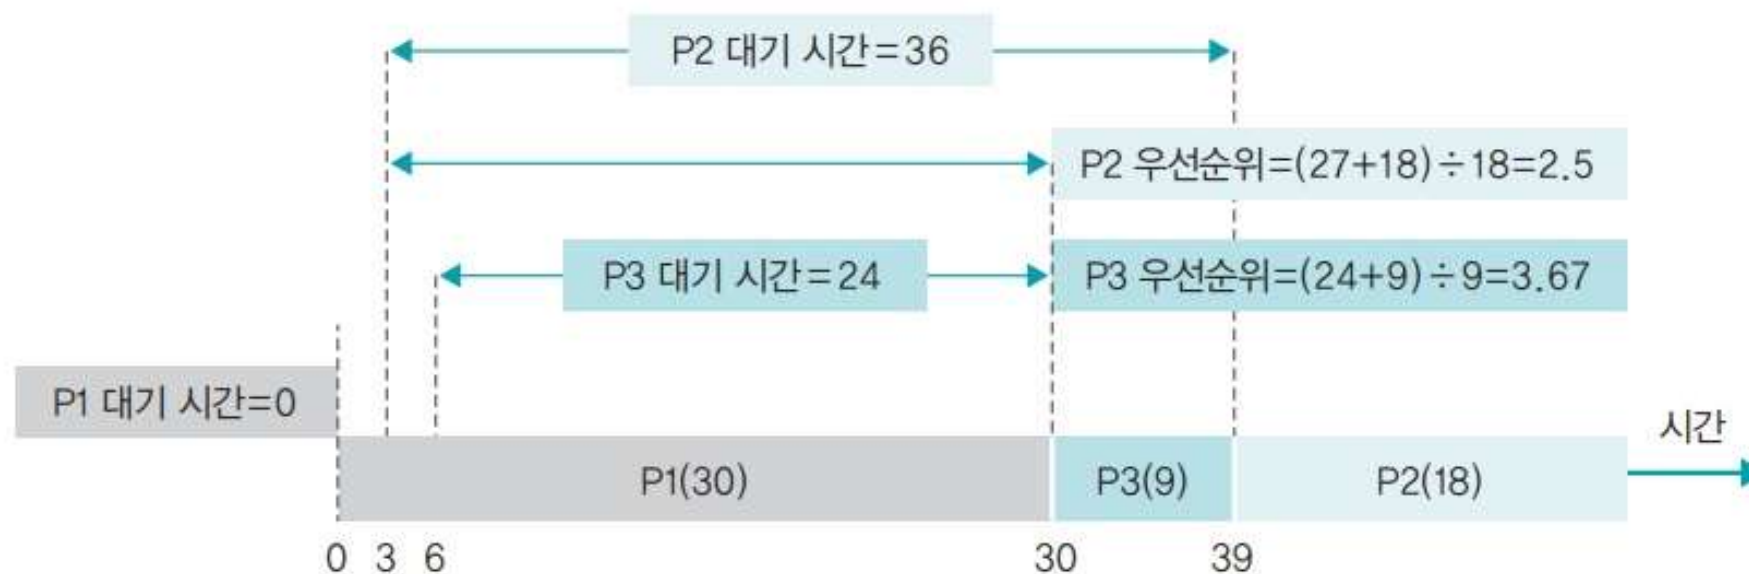 P2 대기 시간=36
P2 우선순위=(27+18)÷18=2.5
P3 대기 시간=24
P3 우선순위=(24+9)÷9=3.67
P1 대기 시간=0
시간
P1(30)
P3(9)
P2(18)
0 3 6 30 39